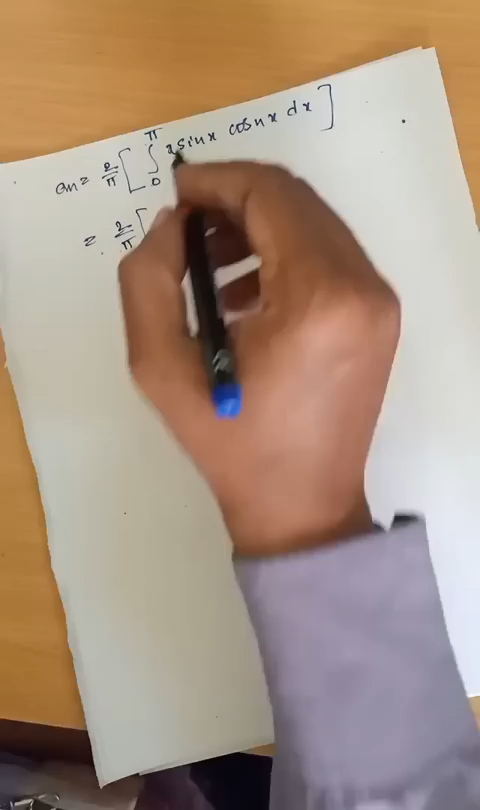 an = 2/π [ ∫₀^π x sin x cos nx dx ]
= 2/π [